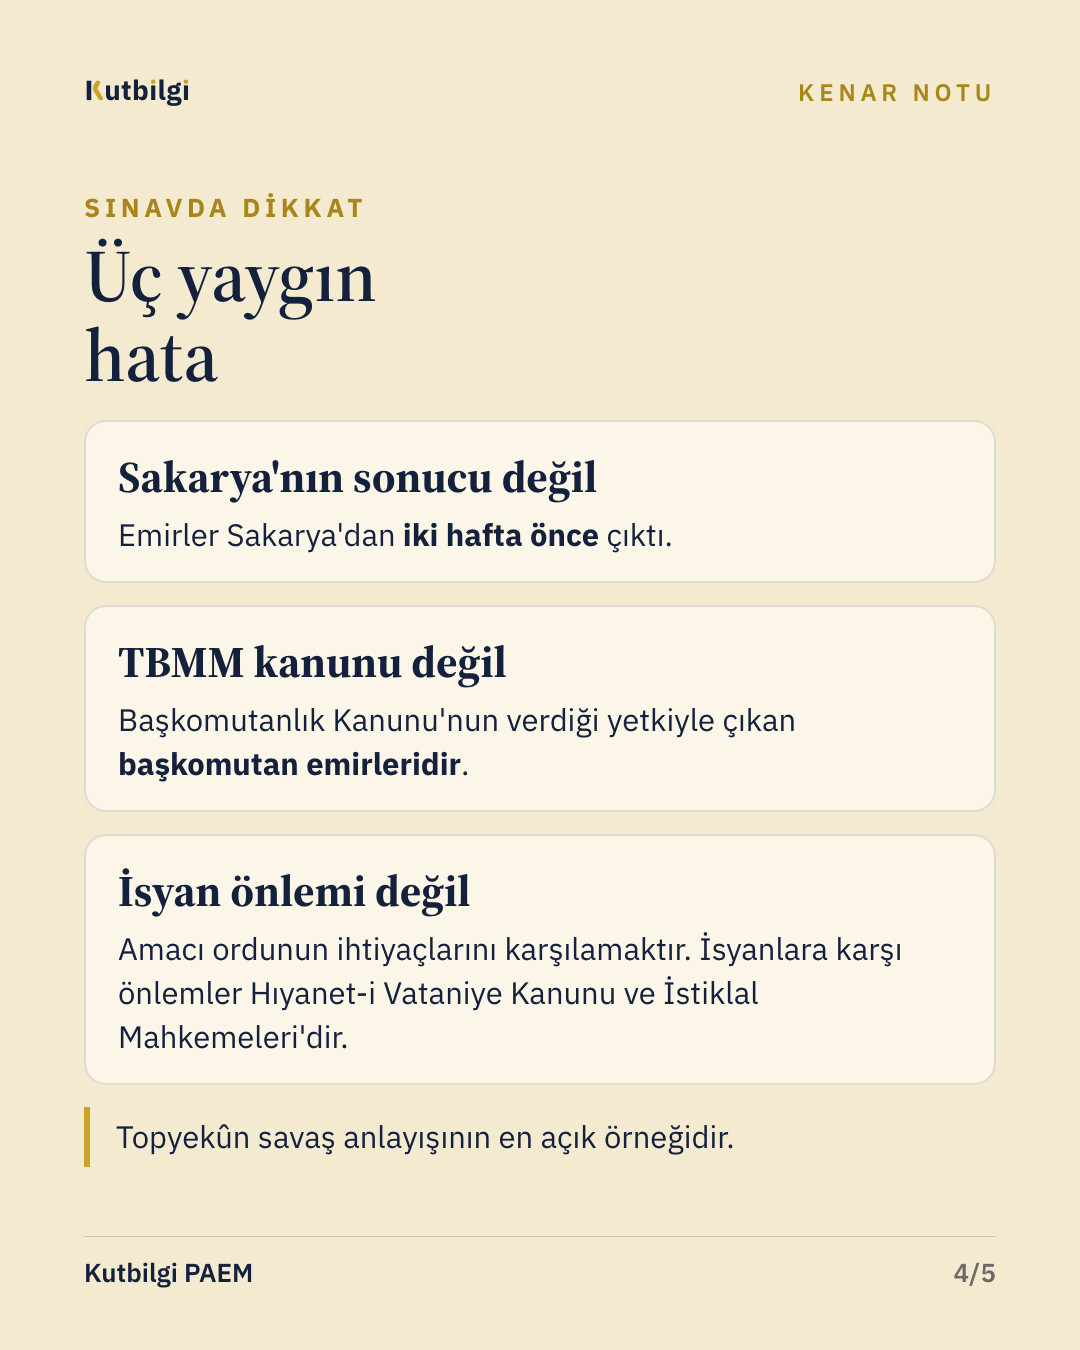 Kutbilgi
KENAR NOTU
SINAVDA DİKKAT
Üç yaygın
hata
Sakarya'nın sonucu değil
Emirler Sakarya'dan iki hafta önce çıktı.
TBMM kanunu değil
Başkomutanlık Kanunu'nun verdiği yetkiyle çıkan
başkomutan emirleridir.
İsyan önlemi değil
Amacı ordunun ihtiyaçlarını karşılamaktır. İsyanlara karşı
önlemler Hıyanet-i Vataniye Kanunu ve İstiklal
Mahkemeleri'dir.
Topyekûn savaş anlayışının en açık örneğidir.
Kutbilgi PAEM
4/5